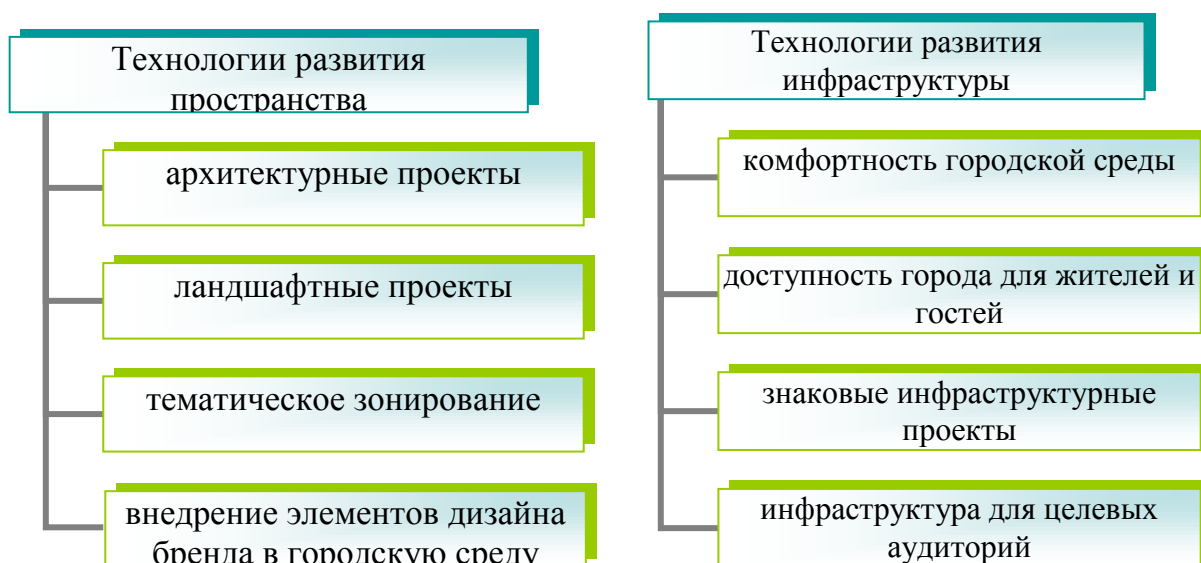 Технологии развития
пространства
архитектурные проекты
ландшафтные проекты
тематическое зонирование
внедрение элементов дизайна
бренда в городскую среду
Технологии развития
инфраструктуры
комфортность городской среды
доступность города для жителей и
гостей
знаковые инфраструктурные
проекты
инфраструктура для целевых
аудиторий